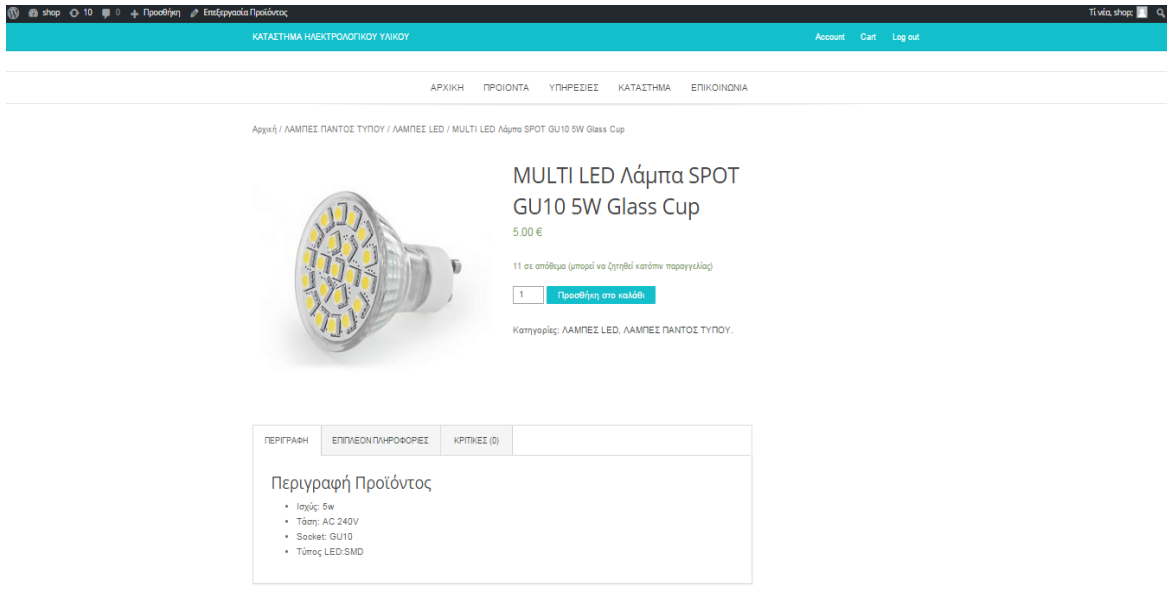 shop 10 0 + Προσθήκη Επεξεργασία Προϊόντος Τί νέα, shop;
ΚΑΤΑΣΤΗΜΑ ΗΛΕΚΤΡΟΛΟΓΙΚΟΥ ΥΛΙΚΟΥ Account Cart Log out
ΑΡΧΙΚΗ ΠΡΟΙΟΝΤΑ ΥΠΗΡΕΣΙΕΣ ΚΑΤΑΣΤΗΜΑ ΕΠΙΚΟΙΝΩΝΙΑ
Αρχική / ΛΑΜΠΕΣ ΠΑΝΤΟΣ ΤΥΠΟΥ / ΛΑΜΠΕΣ LED / MULTI LED Λάμπα SPOT GU10 5W Glass Cup
MULTI LED Λάμπα SPOT
GU10 5W Glass Cup
5.00 €
11 σε απόθεμα (μπορεί να ζητηθεί κατόπιν παραγγελίας)
1 Προσθήκη στο καλάθι
Κατηγορίες: ΛΑΜΠΕΣ LED, ΛΑΜΠΕΣ ΠΑΝΤΟΣ ΤΥΠΟΥ.
ΠΕΡΙΓΡΑΦΗ ΕΠΙΠΛΕΟΝ ΠΛΗΡΟΦΟΡΙΕΣ ΚΡΙΤΙΚΕΣ (0)
Περιγραφή Προϊόντος
• Ισχύς: 5w
• Τάση: AC 240V
• Socket: GU10
• Τύπος LED:SMD